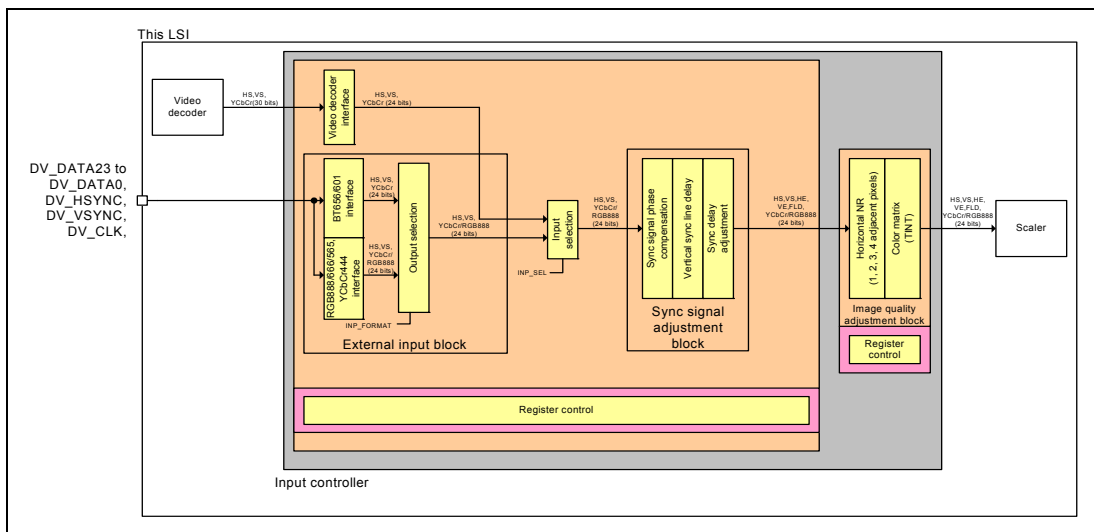 This LSI
Video
decoder
HS,VS,
YCbCr(30 bits)
Video decoder
interface
HS,VS,
YCbCr (24 bits)
DV_DATA23 to
DV_DATA0,
DV_HSYNC,
DV_VSYNC,
DV_CLK,
BT656/601
interface
HS,VS,
YCbCr
(24 bits)
RGB888/666/565,
YCbCr444
interface
HS,VS,
YCbCr/
RGB888
(24 bits)
Output selection
INP_FORMAT
External input block
HS,VS,
YCbCr/RGB888
(24 bits)
Input
selection
INP_SEL
HS,VS,
YCbCr/
RGB888
(24 bits)
Sync signal phase
compensation
Vertical sync line delay
Sync delay
adjustment
Sync signal
adjustment
block
HS,VS,HE,
VE,FLD,
YCbCr/RGB888
(24 bits)
Horizontal NR
(1, 2, 3, 4 adjacent pixels)
Color matrix
(TINT)
Image quality
adjustment block
Register
control
HS,VS,HE,
VE,FLD,
YCbCr/RGB888
(24 bits)
Scaler
Register control
Input controller